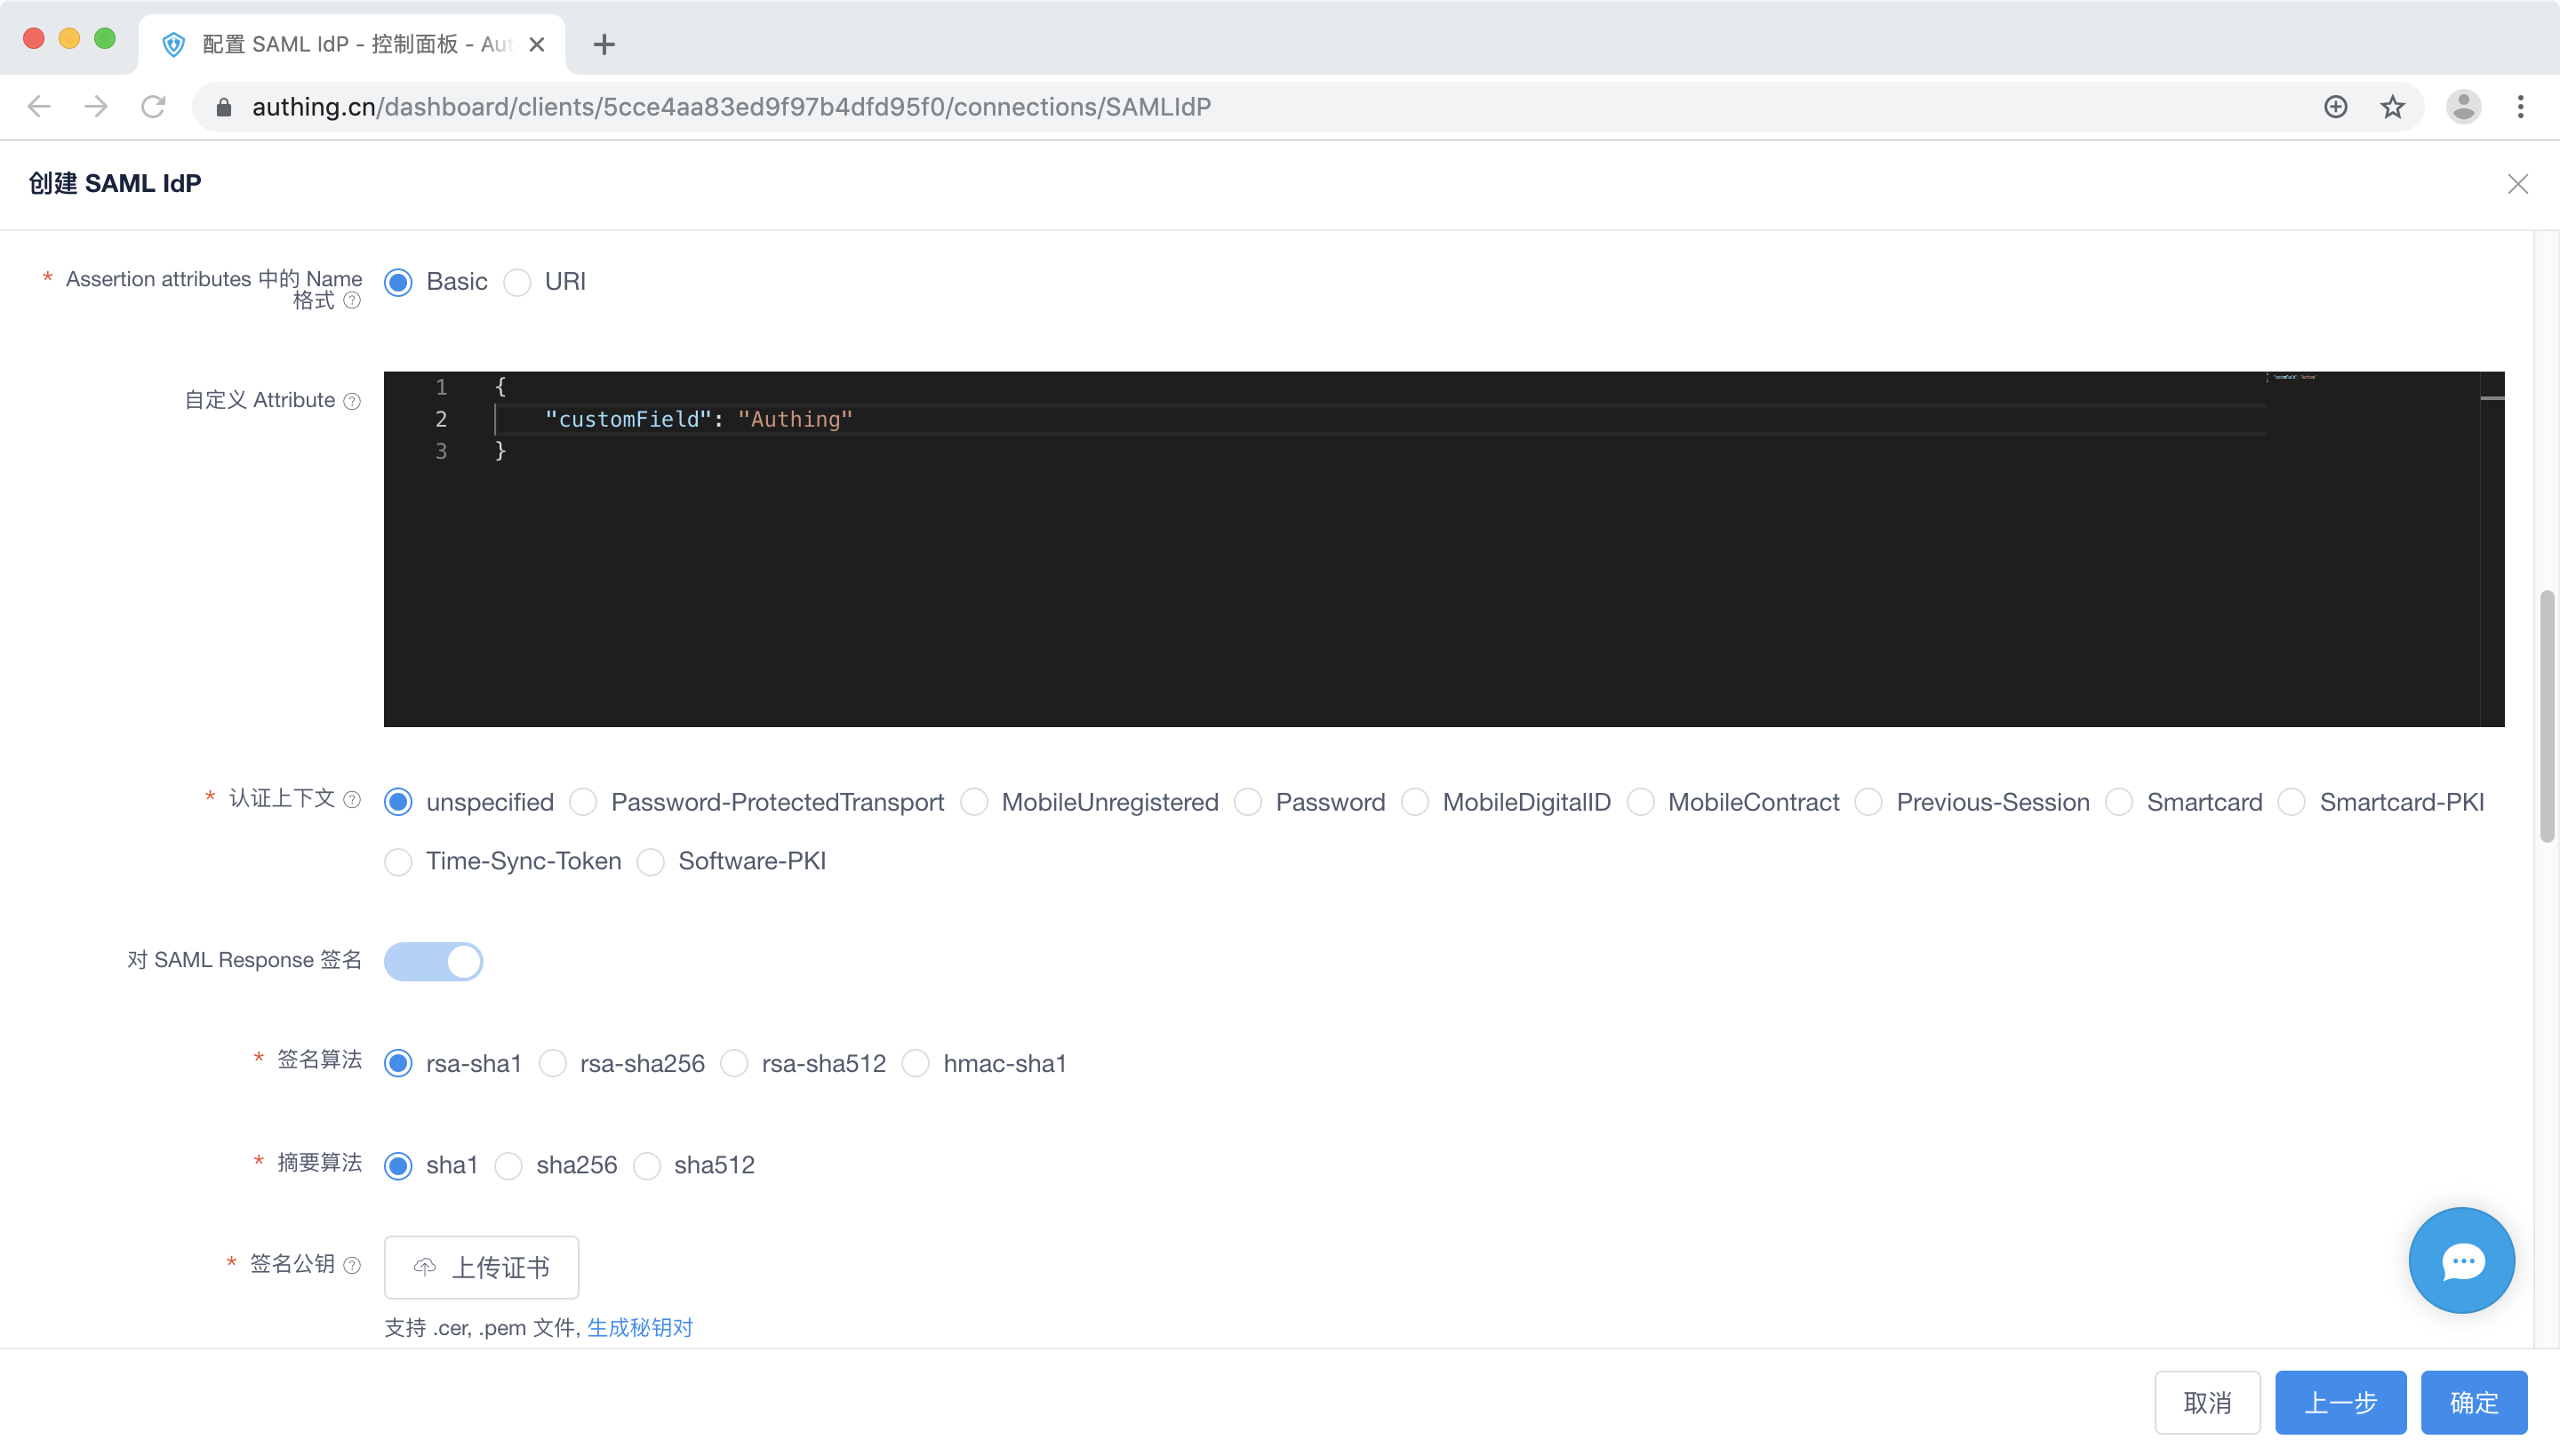 配置 SAML IdP - 控制面板 - Aut
authing.cn/dashboard/clients/5cce4aa83ed9f97b4dfd95f0/connections/SAMLIdP
创建 SAML IdP
* Assertion attributes 中的 Name
格式
Basic URI
自定义 Attribute
1 {
2 "customField": "Authing"
3 }
* 认证上下文 unspecified Password-ProtectedTransport MobileUnregistered Password MobileDigitalID MobileContract Previous-Session Smartcard Smartcard-PKI
Time-Sync-Token Software-PKI
对 SAML Response 签名
* 签名算法 rsa-sha1 rsa-sha256 rsa-sha512 hmac-sha1
* 摘要算法 sha1 sha256 sha512
* 签名公钥 上传证书
支持 .cer, .pem 文件, 生成秘钥对
取消 上一步 确定